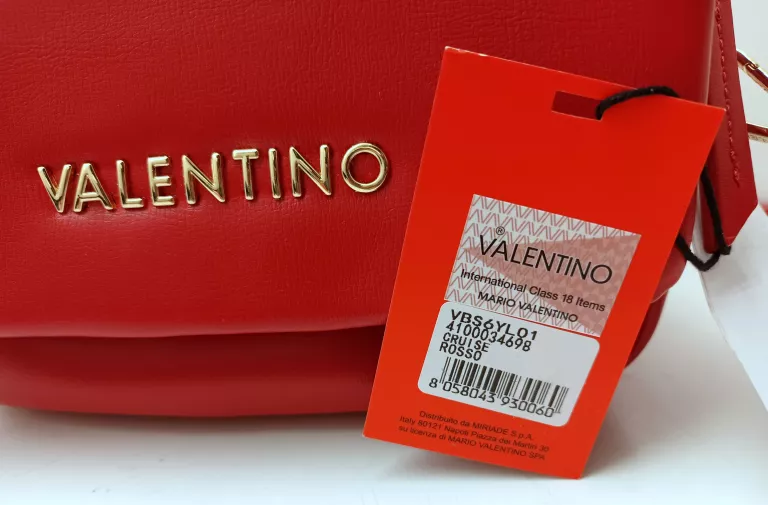 VALENTINO
® VALENTINO
International Class 18 Items
MARIO VALENTINO
VBS6YL01
4100034698
CRUISE
ROSSO
8 058043 930060
Distribuito da MIRIADE S.p.A.
Italy 80121 Napoli Piazza dei Martiri 30
su licenza di MARIO VALENTINO SPA